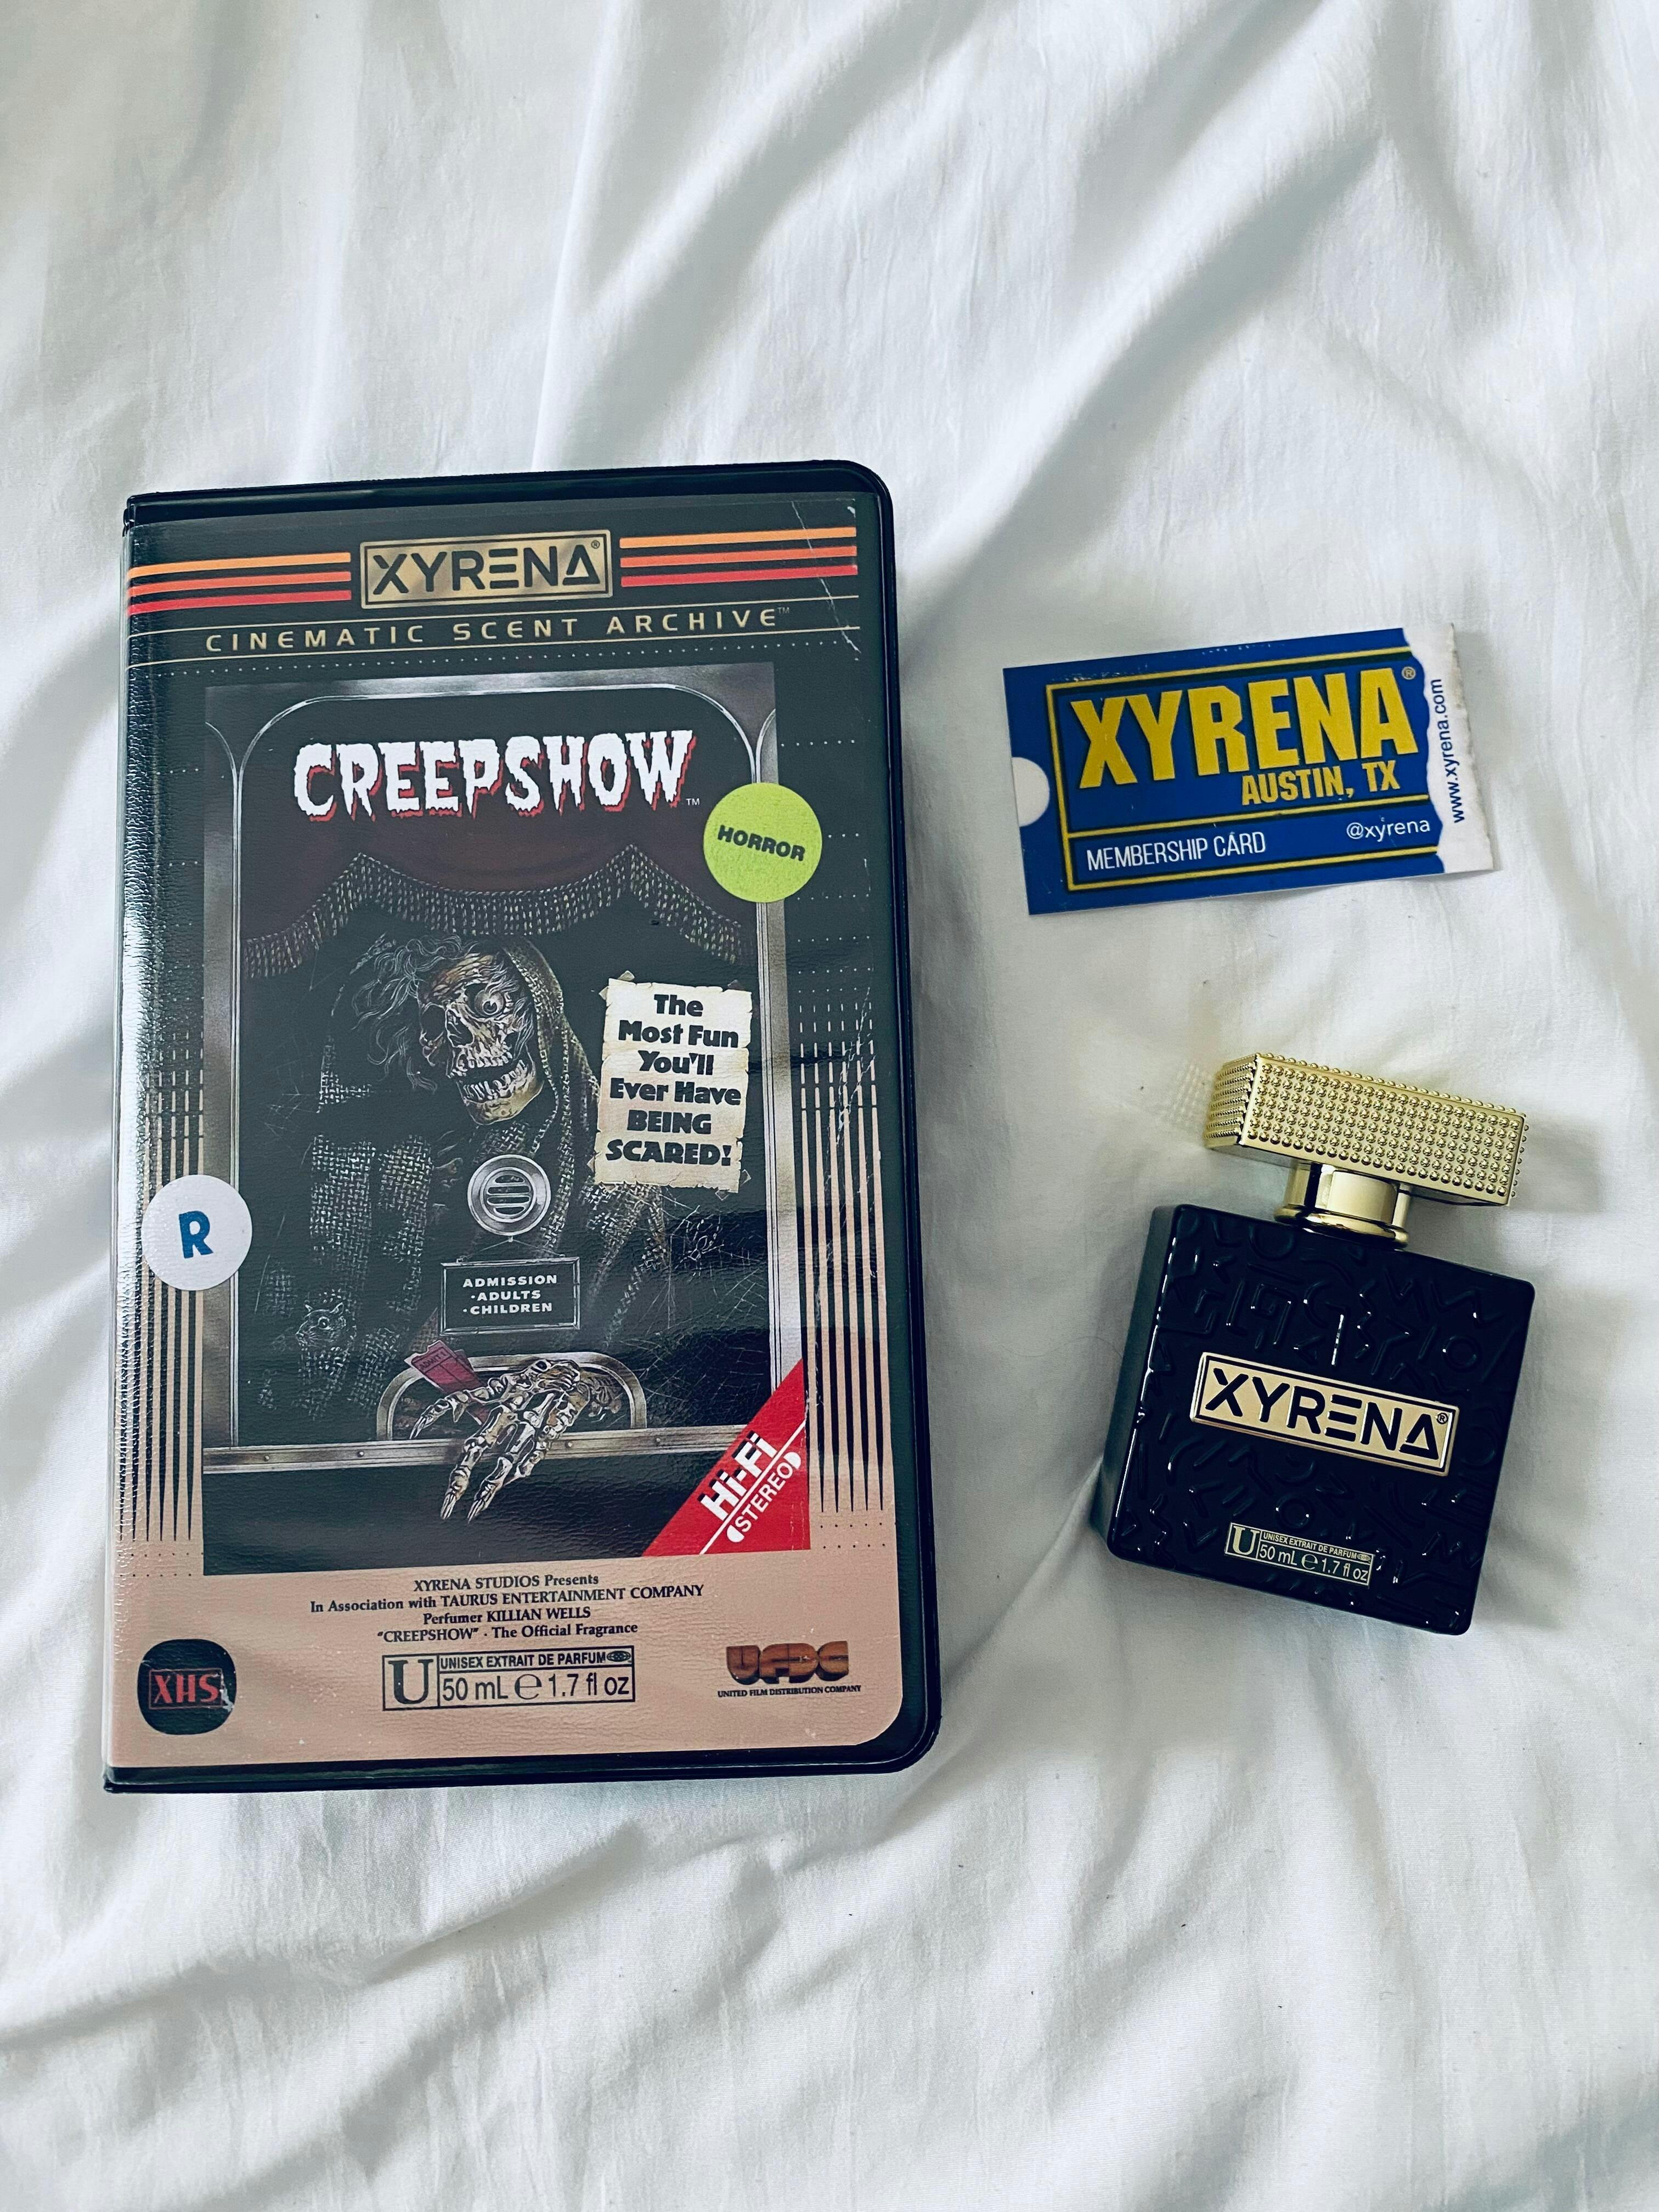 XYRENA®
CINEMATIC SCENT ARCHIVE™
CREEPSHOW™
HORROR
The
Most Fun
You'll
Ever Have
BEING
SCARED!
R
ADMISSION
·ADULTS
·CHILDREN
ADMIT
Hi-Fi
STEREO
XYRENA STUDIOS Presents
In Association with TAURUS ENTERTAINMENT COMPANY
Perfumer KILLIAN WELLS
"CREEPSHOW" · The Official Fragrance
XHS
U UNISEX EXTRAIT DE PARFUM
50 mL ℮ 1.7 fl oz
UFDC
UNITED FILM DISTRIBUTION COMPANY
XYRENA®
AUSTIN, TX
MEMBERSHIP CARD
@xyrena
www.xyrena.com
XYRENA®
U UNISEX EXTRAIT DE PARFUM
50 mL ℮ 1.7 fl oz